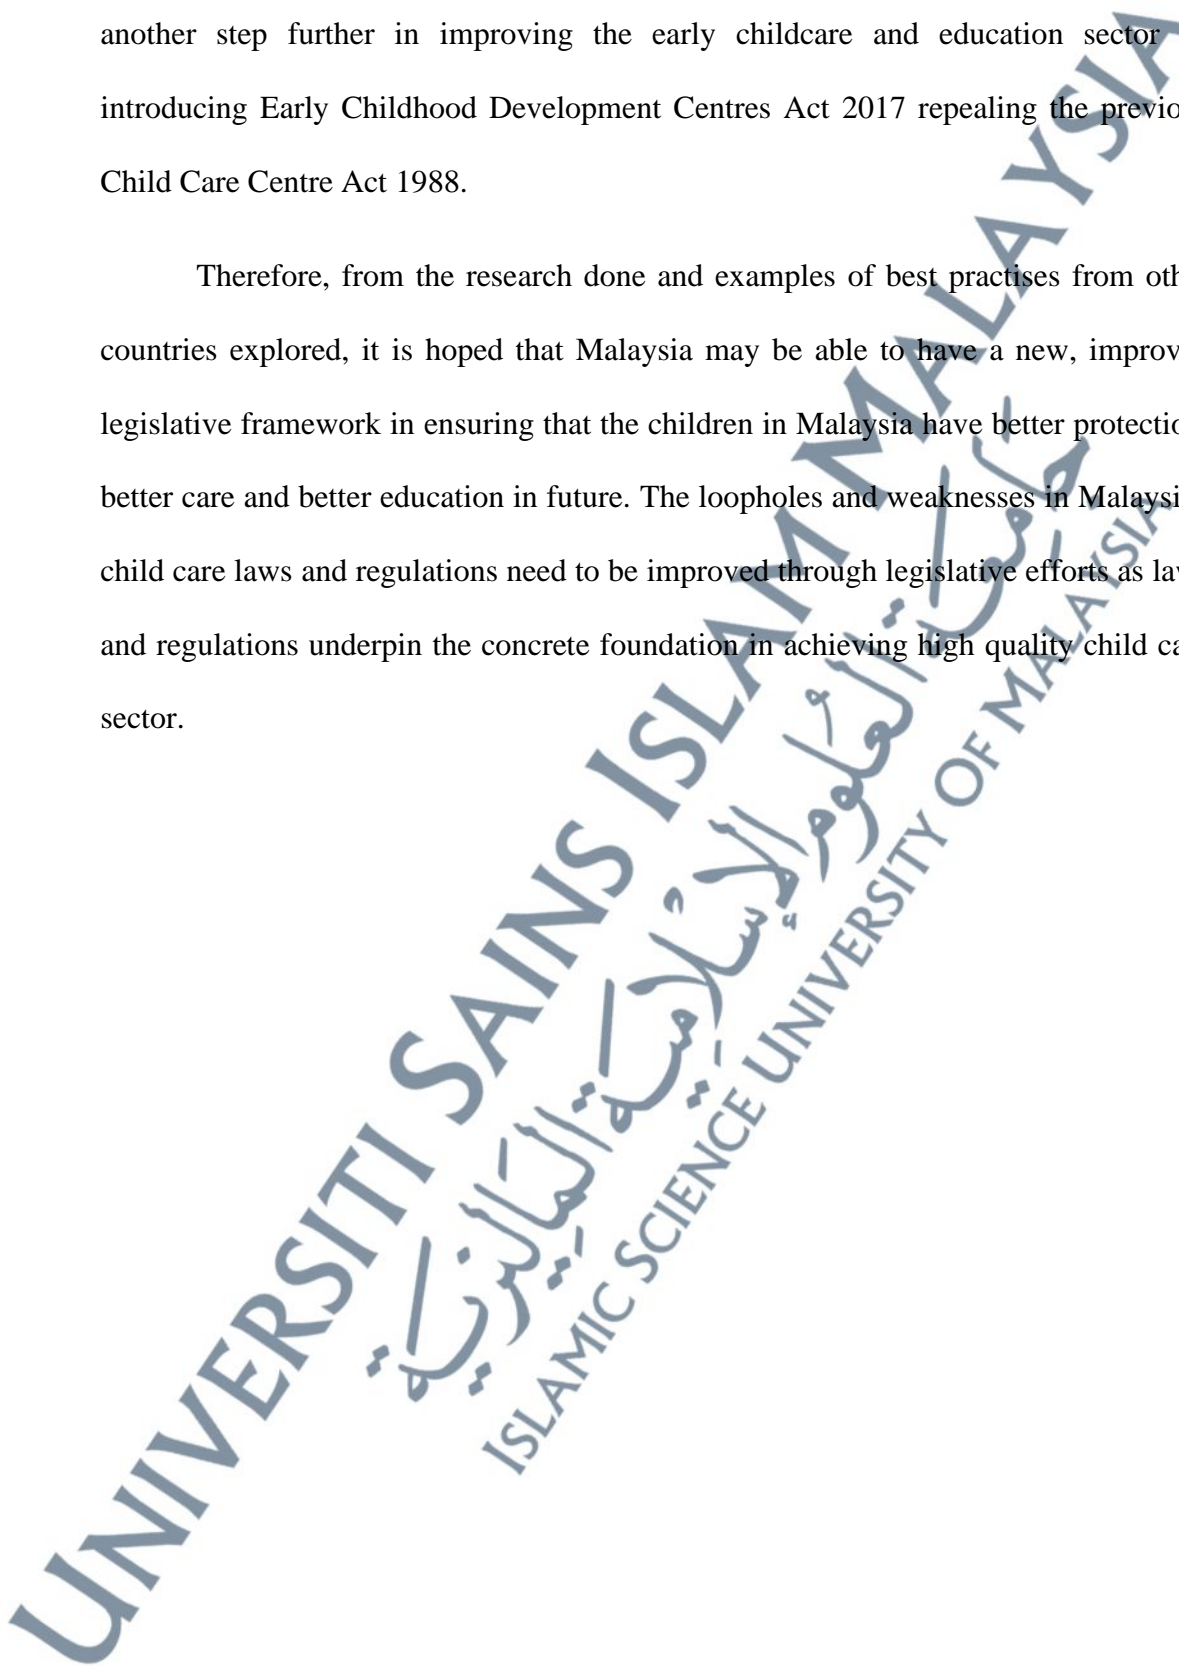 another step further in improving the early childcare and education sector
introducing Early Childhood Development Centres Act 2017 repealing the previo
Child Care Centre Act 1988.
Therefore, from the research done and examples of best practises from oth
countries explored, it is hoped that Malaysia may be able to have a new, improv
legislative framework in ensuring that the children in Malaysia have better protectio
better care and better education in future. The loopholes and weaknesses in Malaysi
child care laws and regulations need to be improved through legislative efforts as law
and regulations underpin the concrete foundation in achieving high quality child ca
sector.
UNIVERSITI SAINS ISLAM MALAYSIA
جامعة العلوم الإسلامية الماليزية
ISLAMIC SCIENCE UNIVERSITY OF MALAYSIA